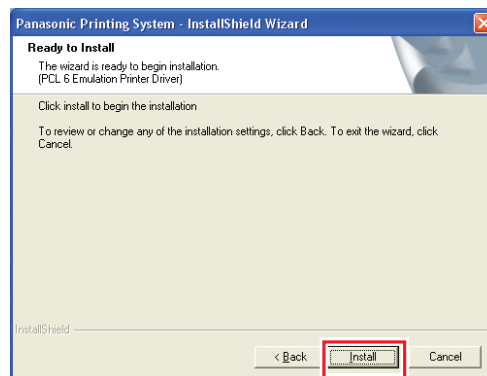 Panasonic Printing System - InstallShield Wizard
Ready to Install
The wizard is ready to begin installation.
(PCL 6 Emulation Printer Driver)
Click install to begin the installation
To review or change any of the installation settings, click Back. To exit the wizard, click
Cancel.
InstallShield
< Back Install Cancel